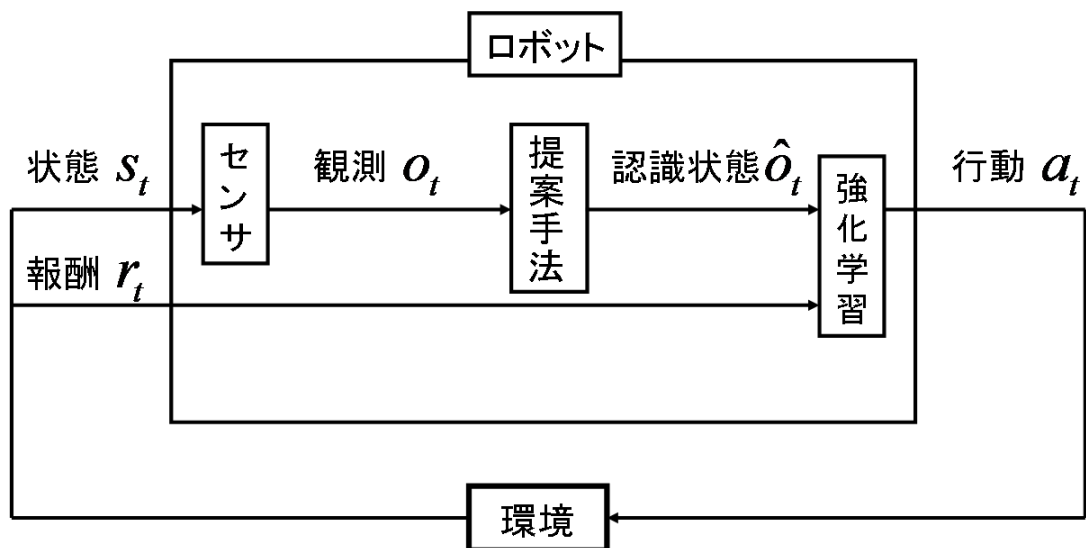 ロボット
状態 s_t
センサ
観測 o_t
提案手法
認識状態 ô_t
強化学習
行動 a_t
報酬 r_t
環境